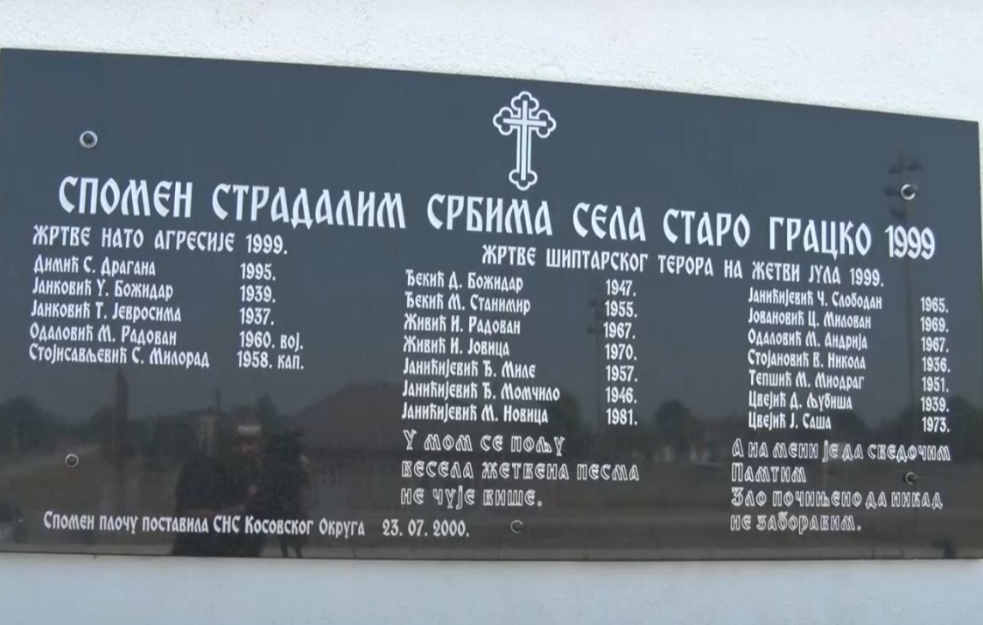 СПОМЕН СТРАДАЛИМ СРБИМА СЕЛА СТАРО ГРАЦКО 1999
ЖРТВЕ НАТО АГРЕСИЈЕ 1999.
Димић С. Драгана 1995.
Јанковић У. Божидар 1939.
Јанковић Т. Јевросима 1937.
Одаловић М. Радован 1960. вој.
Стојисављевић С. Милорад 1958. кап.
ЖРТВЕ ШИПТАРСКОГ ТЕРОРА НА ЖЕТВИ ЈУЛА 1999.
Ђекић Д. Божидар 1947.
Ђекић М. Станимир 1955.
Живић И. Радован 1967.
Живић И. Јовица 1970.
Јанићијевић Ђ. Миле 1957.
Јанићијевић Ђ. Момчило 1946.
Јанићијевић М. Новица 1981.
Јанићијевић Ч. Слободан 1965.
Јовановић Ц. Милован 1969.
Одаловић М. Андрија 1967.
Стојановић В. Никола 1936.
Тепшић М. Миодраг 1951.
Цвејић Д. Љубиша 1939.
Цвејић Ј. Саша 1973.
У МОМ СЕ ПОЉУ
ВЕСЕЛА ЖЕТВЕНА ПЕСМА
НЕ ЧУЈЕ ВИШЕ.
А НА МЕНИ ЈЕ ДА СВЕДОЧИМ
ПАМТИМ
ЗЛО ПОЧИЊЕНО ДА НИКАД
НЕ ЗАБОРАВИМ.
Спомен плочу поставила СНС Косовског Округа 23. 07. 2000.